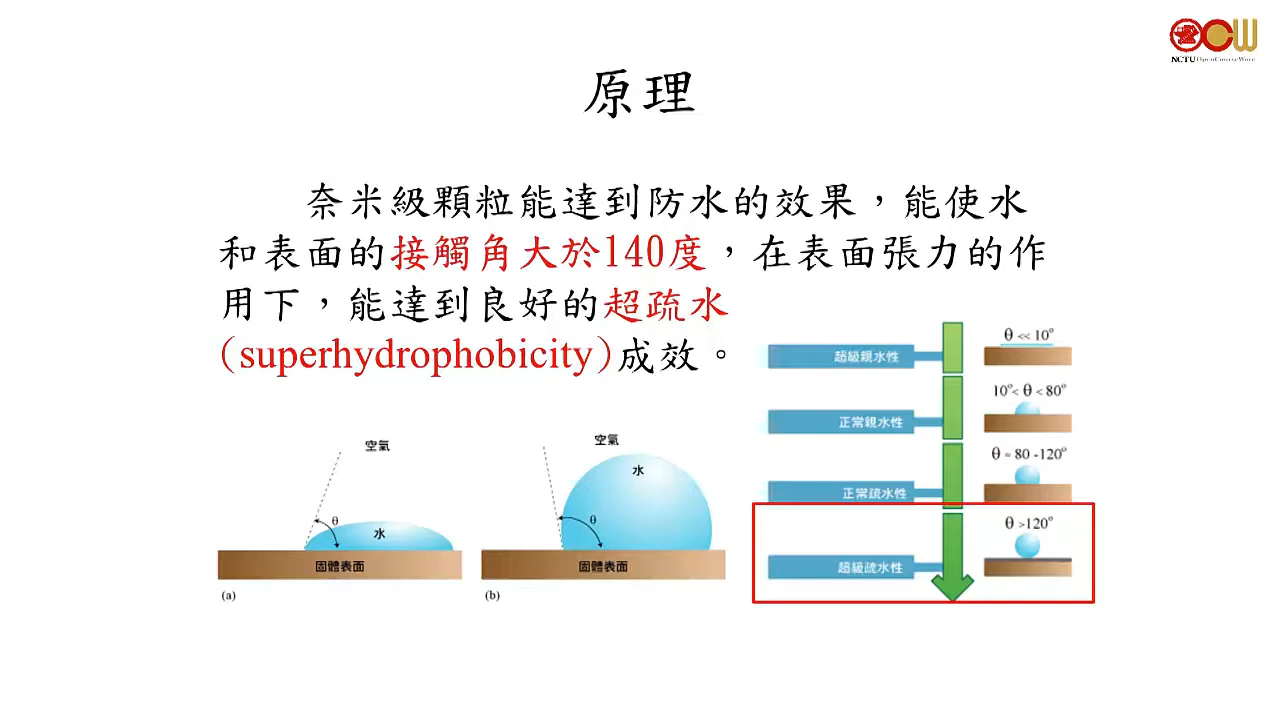 NCTU OpenCourseWare
原理
奈米級顆粒能達到防水的效果，能使水
和表面的接觸角大於140度，在表面張力的作
用下，能達到良好的超疏水
(superhydrophobicity)成效。
空氣
θ
水
固體表面
(a)
空氣
水
θ
固體表面
(b)
超級親水性
θ << 10°
正常親水性
10°< θ < 80°
正常疏水性
θ = 80 -120°
超級疏水性
θ >120°